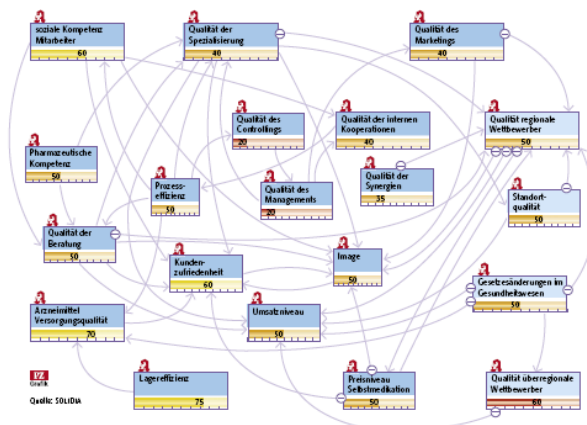 soziale Kompetenz
Mitarbeiter
60
Qualität der
Spezialisierung
40
Qualität des
Marketings
40
Qualität des
Controllings
20
Qualität der internen
Kooperationen
40
Qualität regionale
Wettbewerber
50
Pharmazeutische
Kompetenz
50
Prozess-
effizienz
50
Qualität des
Managements
20
Qualität der
Synergien
35
Standort-
qualität
50
Qualität der
Beratung
50
Kunden-
zufriedenheit
60
Image
50
Gesetzesänderungen im
Gesundheitswesen
50
Arzneimittel
Versorgungsqualität
70
Umsatzniveau
50
PZ
Grafik
Quelle: SOLIDIA
Lagereffizienz
75
Preisniveau
Selbstmedikation
50
Qualität überregionale
Wettbewerber
60